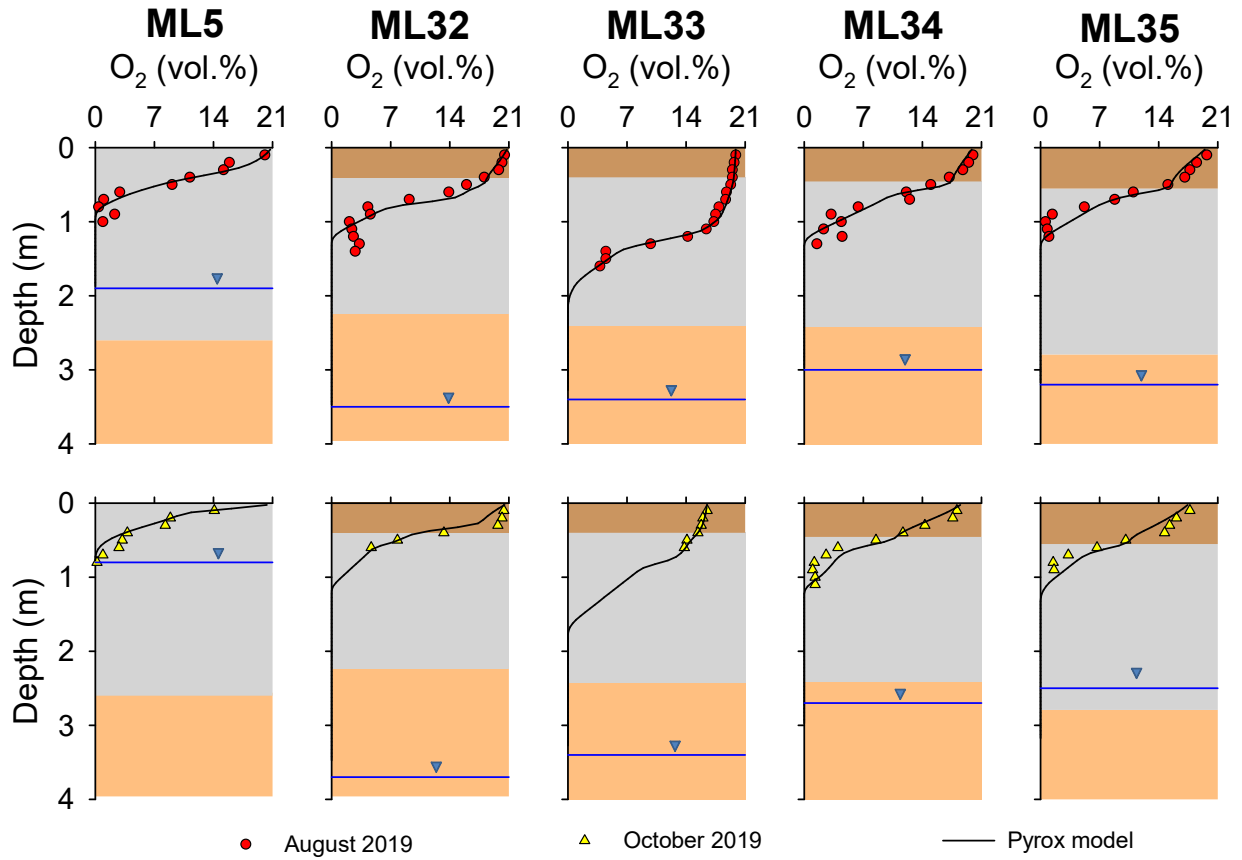 ML5 ML32 ML33 ML34 ML35
O₂ (vol.%) O₂ (vol.%) O₂ (vol.%) O₂ (vol.%) O₂ (vol.%)
0 7 14 21 0 7 14 21 0 7 14 21 0 7 14 21 0 7 14 21
Depth (m)
0
1
2
3
4
Depth (m)
0
1
2
3
4
August 2019 October 2019 Pyrox model